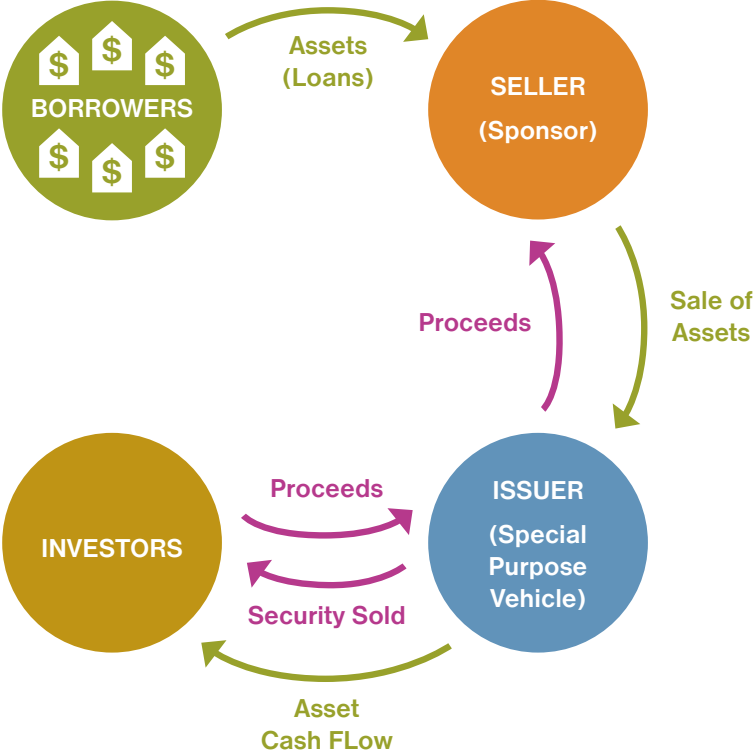 $ $ $
BORROWERS
$ $ $
Assets
(Loans)
SELLER
(Sponsor)
Proceeds
Sale of
Assets
INVESTORS
Proceeds
Security Sold
ISSUER
(Special
Purpose
Vehicle)
Asset
Cash FLow